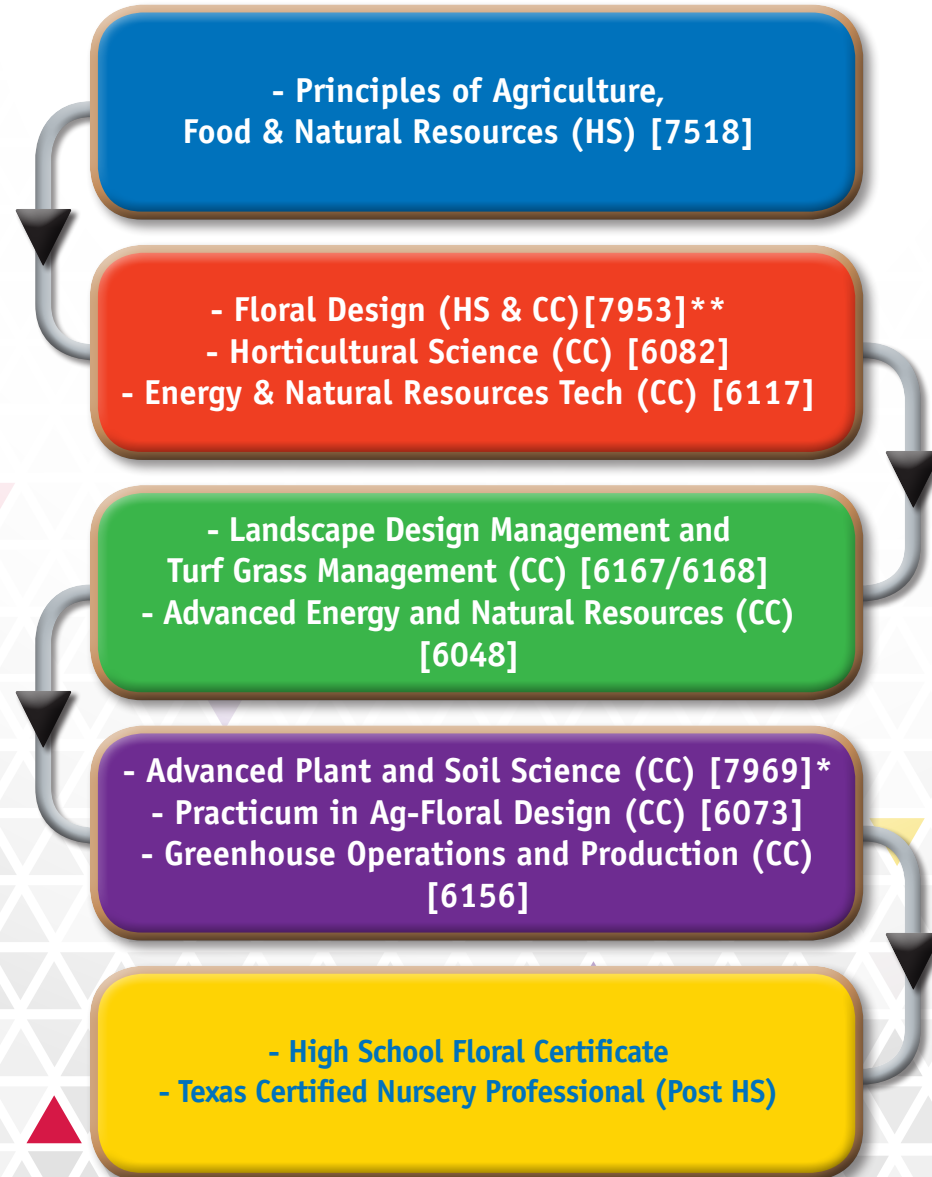 - Principles of Agriculture,
Food & Natural Resources (HS) [7518]
- Floral Design (HS & CC)[7953]**
- Horticultural Science (CC) [6082]
- Energy & Natural Resources Tech (CC) [6117]
- Landscape Design Management and
Turf Grass Management (CC) [6167/6168]
- Advanced Energy and Natural Resources (CC)
[6048]
- Advanced Plant and Soil Science (CC) [7969]*
- Practicum in Ag-Floral Design (CC) [6073]
- Greenhouse Operations and Production (CC)
[6156]
- High School Floral Certificate
- Texas Certified Nursery Professional (Post HS)